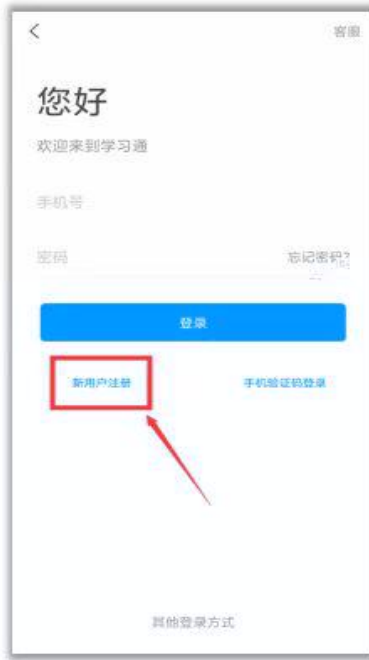 客服
您好
欢迎来到学习通
手机号
密码 忘记密码?
登录
新用户注册 手机验证码登录
其他登录方式